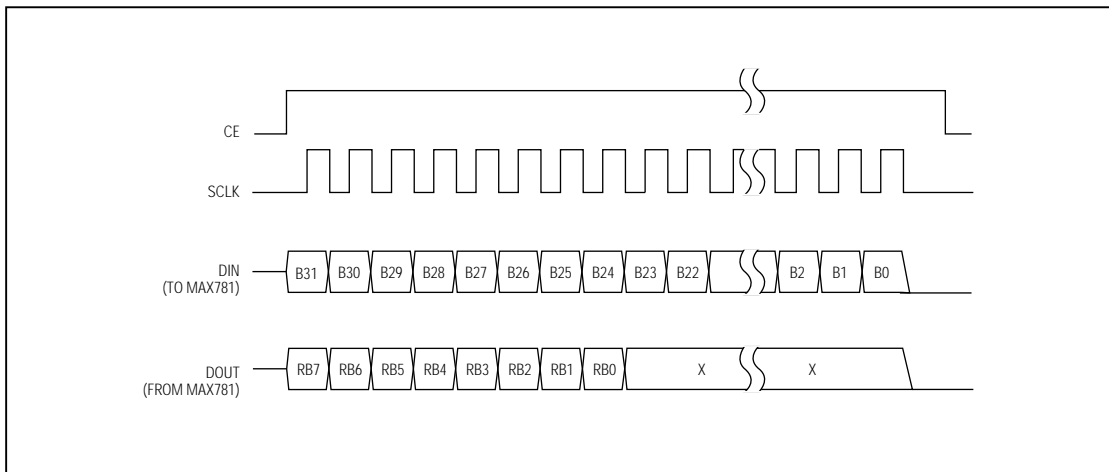 CE
SCLK
DIN
(TO MAX781)
B31 B30 B29 B28 B27 B26 B25 B24 B23 B22 B2 B1 B0
DOUT
(FROM MAX781)
RB7 RB6 RB5 RB4 RB3 RB2 RB1 RB0 X X